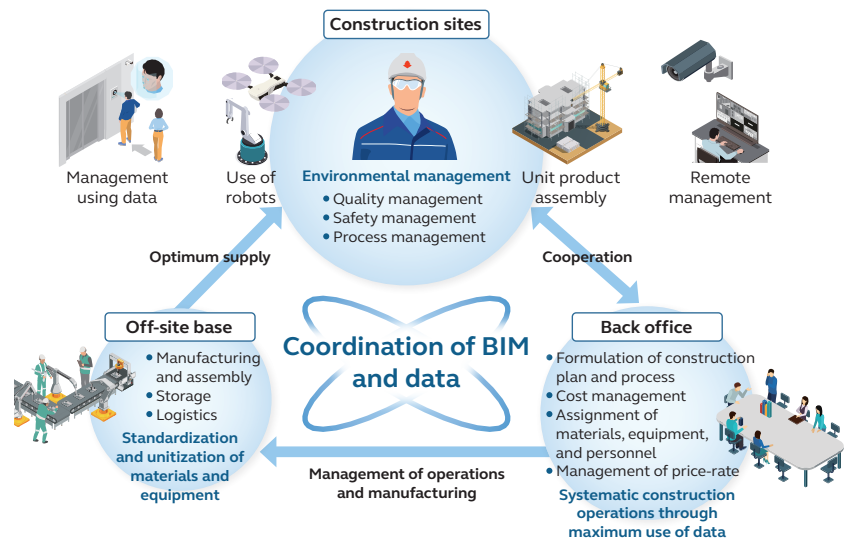 Construction sites
Management
using data
Use of
robots
Environmental management
• Quality management
• Safety management
• Process management
Unit product
assembly
Remote
management
Optimum supply
Cooperation
Off-site base
• Manufacturing
and assembly
• Storage
• Logistics
Standardization
and unitization of
materials and
equipment
Coordination of BIM
and data
Back office
• Formulation of construction
plan and process
• Cost management
• Assignment of
materials, equipment,
and personnel
• Management of price-rate
Systematic construction
operations through
maximum use of data
Management of operations
and manufacturing